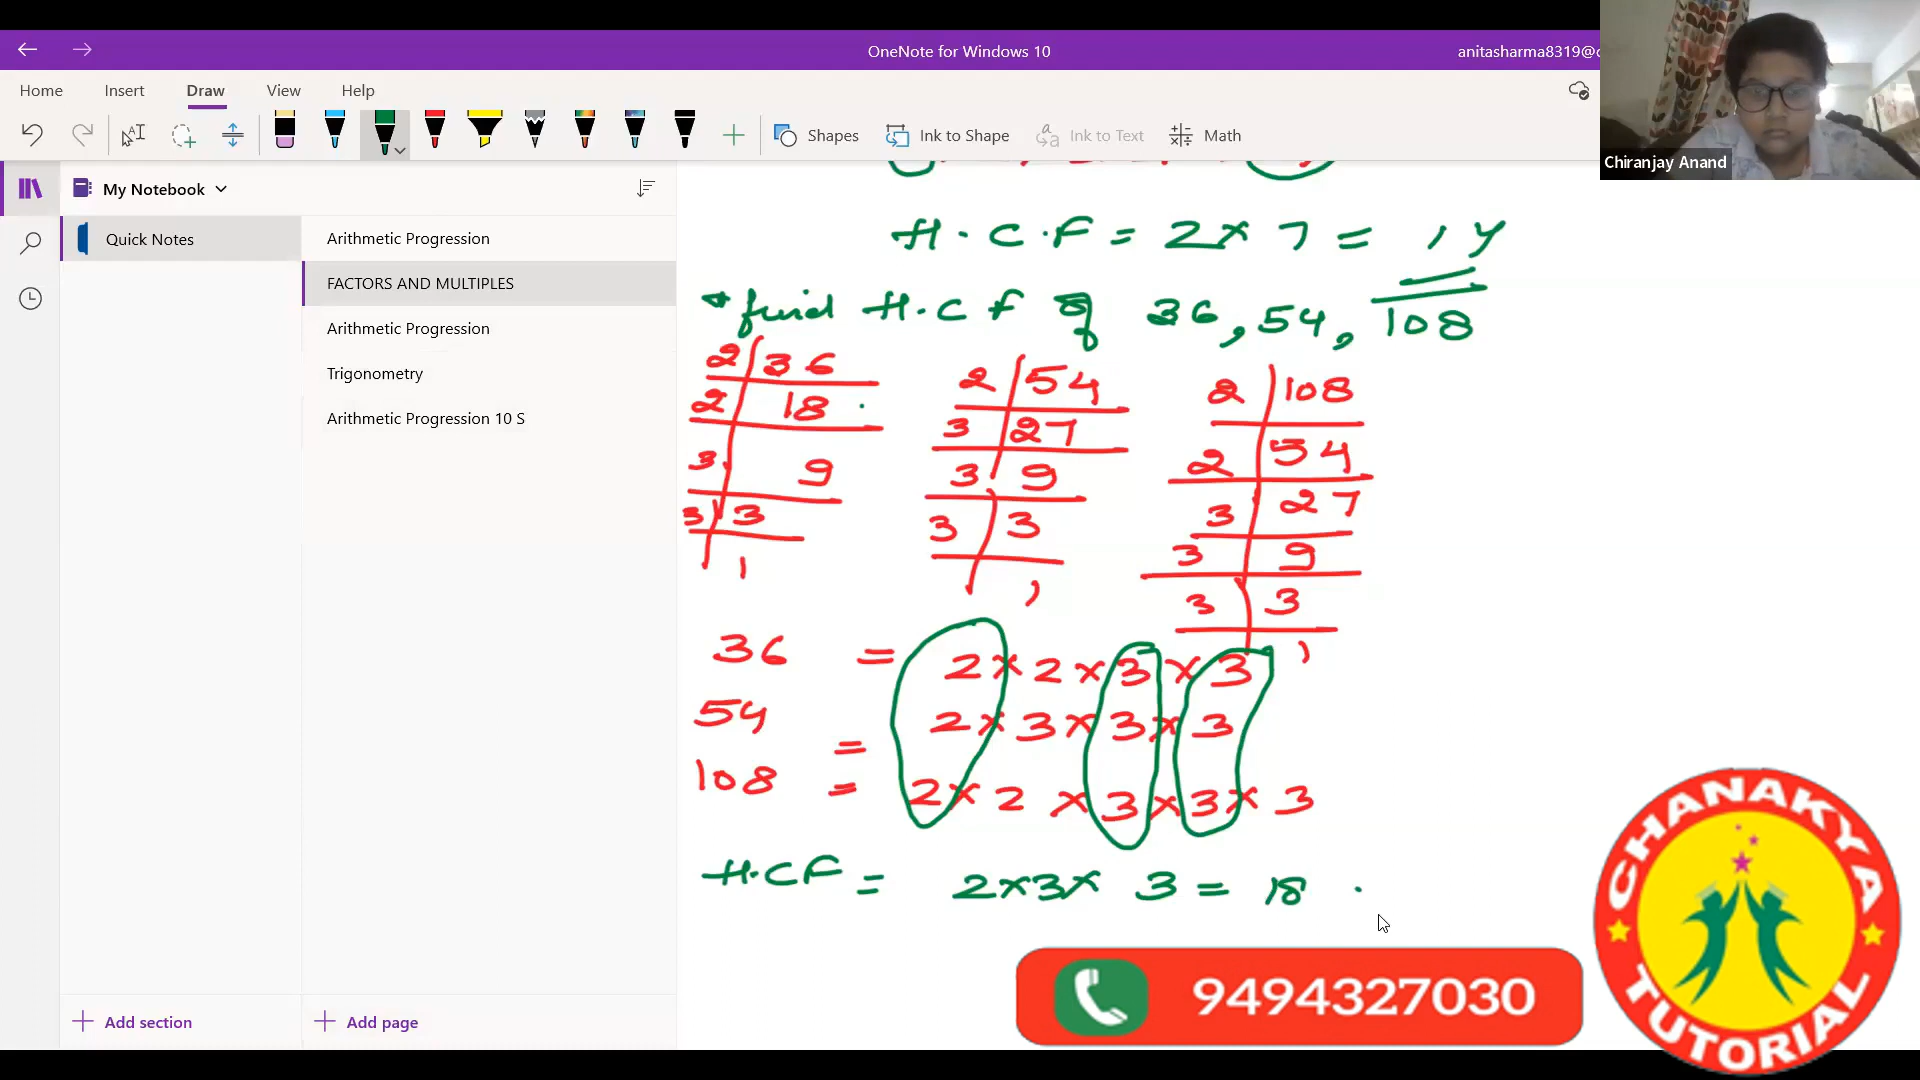 OneNote for Windows 10
anitasharma8319@
Home Insert Draw View Help
Shapes Ink to Shape Ink to Text Math
Chiranjay Anand
My Notebook
Quick Notes
Arithmetic Progression
FACTORS AND MULTIPLES
Arithmetic Progression
Trigonometry
Arithmetic Progression 10 S
Add section
Add page
H.C.F = 2 × 7 = 14
* find H.C.F of 36, 54, 108
2 | 36
2 | 18
3 | 9
3 | 3
1
2 | 54
3 | 27
3 | 9
3 | 3
1
2 | 108
2 | 54
3 | 27
3 | 9
3 | 3
1
36 = 2 × 2 × 3 × 3
54 = 2 × 3 × 3 × 3
108 = 2 × 2 × 3 × 3 × 3
H.C.F = 2 × 3 × 3 = 18
9494327030
CHANAKYA
TUTORIAL